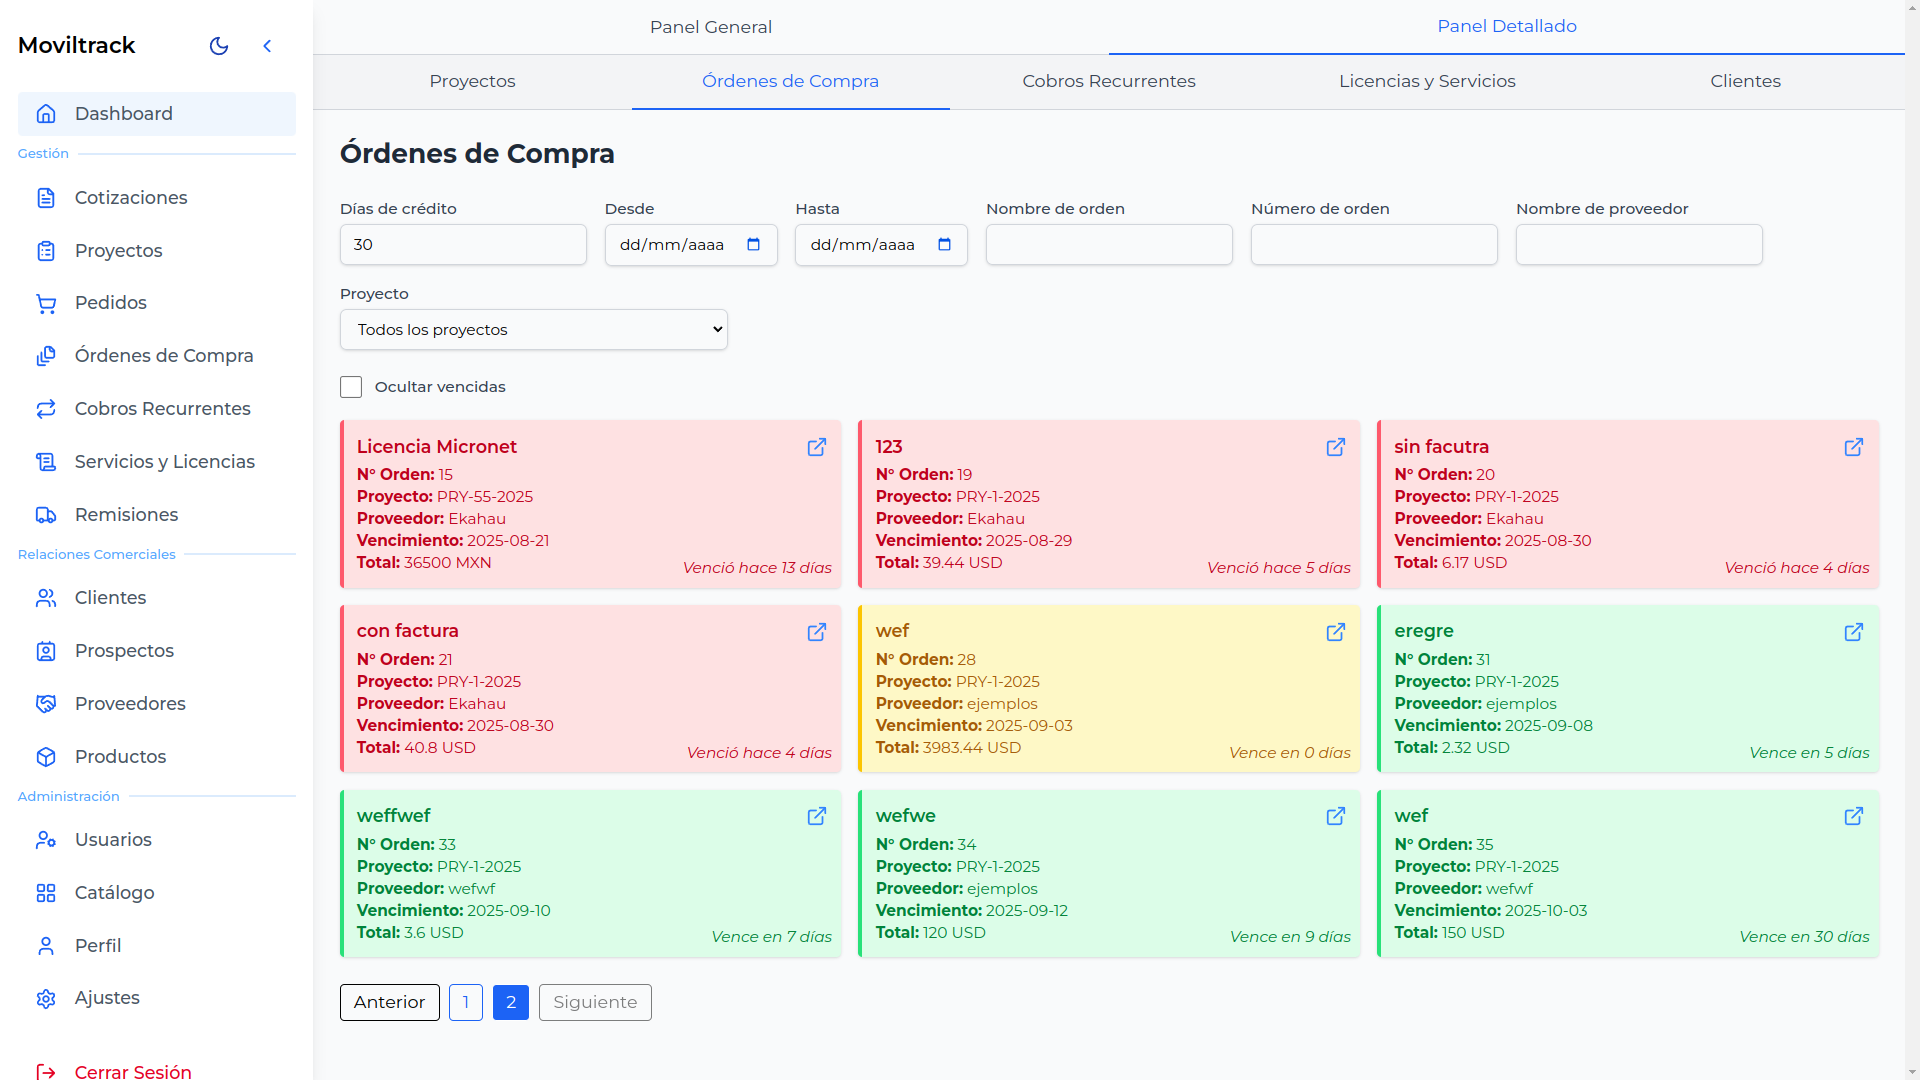 Moviltrack
Dashboard
Gestión
Cotizaciones
Proyectos
Pedidos
Órdenes de Compra
Cobros Recurrentes
Servicios y Licencias
Remisiones
Relaciones Comerciales
Clientes
Prospectos
Proveedores
Productos
Administración
Usuarios
Catálogo
Perfil
Ajustes
Cerrar Sesión
Panel General
Panel Detallado
Proyectos
Órdenes de Compra
Cobros Recurrentes
Licencias y Servicios
Clientes
Órdenes de Compra
Días de crédito
30
Desde
dd/mm/aaaa
Hasta
dd/mm/aaaa
Nombre de orden
Número de orden
Nombre de proveedor
Proyecto
Todos los proyectos
Ocultar vencidas
Licencia Micronet
N° Orden: 15
Proyecto: PRY-55-2025
Proveedor: Ekahau
Vencimiento: 2025-08-21
Total: 36500 MXN
Venció hace 13 días
123
N° Orden: 19
Proyecto: PRY-1-2025
Proveedor: Ekahau
Vencimiento: 2025-08-29
Total: 39.44 USD
Venció hace 5 días
sin facutra
N° Orden: 20
Proyecto: PRY-1-2025
Proveedor: Ekahau
Vencimiento: 2025-08-30
Total: 6.17 USD
Venció hace 4 días
con factura
N° Orden: 21
Proyecto: PRY-1-2025
Proveedor: Ekahau
Vencimiento: 2025-08-30
Total: 40.8 USD
Venció hace 4 días
wef
N° Orden: 28
Proyecto: PRY-1-2025
Proveedor: ejemplos
Vencimiento: 2025-09-03
Total: 3983.44 USD
Vence en 0 días
eregre
N° Orden: 31
Proyecto: PRY-1-2025
Proveedor: ejemplos
Vencimiento: 2025-09-08
Total: 2.32 USD
Vence en 5 días
weffwef
N° Orden: 33
Proyecto: PRY-1-2025
Proveedor: wefwf
Vencimiento: 2025-09-10
Total: 3.6 USD
Vence en 7 días
wefwe
N° Orden: 34
Proyecto: PRY-1-2025
Proveedor: ejemplos
Vencimiento: 2025-09-12
Total: 120 USD
Vence en 9 días
wef
N° Orden: 35
Proyecto: PRY-1-2025
Proveedor: wefwf
Vencimiento: 2025-10-03
Total: 150 USD
Vence en 30 días
Anterior 1 2 Siguiente